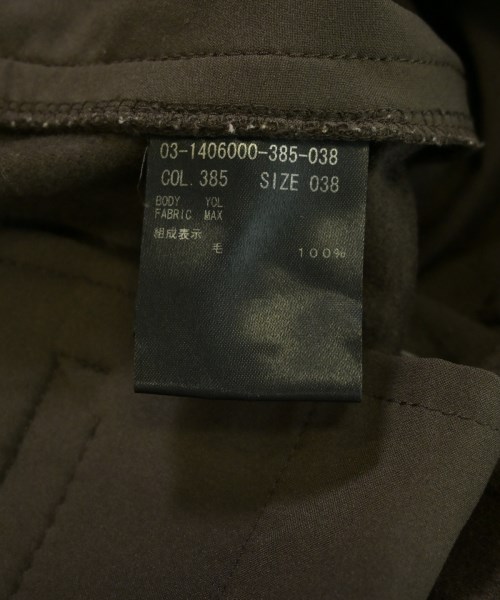 03-1406000-385-038
COL.385 SIZE 038
BODY YOL
FABRIC MAX
組成表示
毛 100%